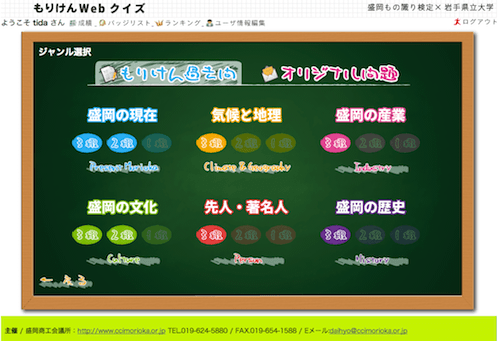 もりけんWeb クイズ
盛岡もの識り検定× 岩手県立大学
ようこそ tida さん 成績 バッジリスト ランキング ユーザ情報編集
ログアウト
ジャンル選択
もりけん過去問 オリジナル問題
盛岡の現在 気候と地理 盛岡の産業
3級 2級 1級 3級 2級 1級 3級 2級 1級
Present Morioka Climate & Geography Industry
盛岡の文化 先人・著名人 盛岡の歴史
3級 2級 1級 3級 2級 1級 3級 2級 1級
Culture Person History
もどる
主催 / 盛岡商工会議所：http://www.ccimorioka.or.jp TEL.019-624-5880 / FAX.019-654-1588 / Eメール:daihyo@ccimorioka.or.jp